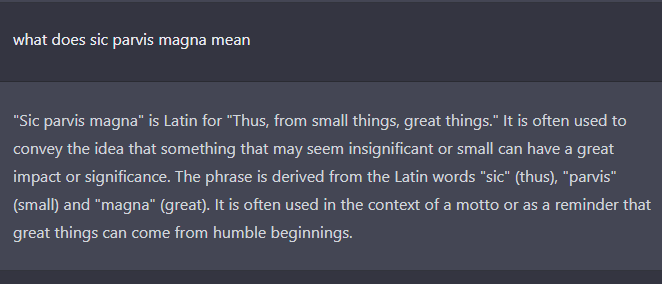 what does sic parvis magna mean
"Sic parvis magna" is Latin for "Thus, from small things, great things." It is often used to
convey the idea that something that may seem insignificant or small can have a great
impact or significance. The phrase is derived from the Latin words "sic" (thus), "parvis"
(small) and "magna" (great). It is often used in the context of a motto or as a reminder that
great things can come from humble beginnings.